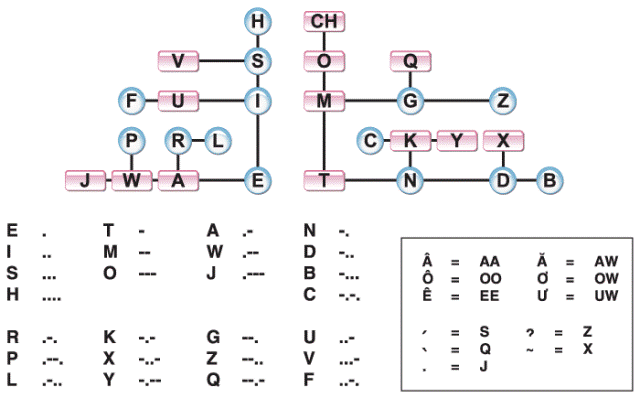 H CH
V S O Q
F U I M G Z
P R L C K Y X
J W A E T N D B
E . T - A .- N -.
I .. M -- W .-- D -..
S ... O --- J .--- B -...
H .... C -.-.
R .-. K -.- G --. U ..-
P .--. X -..- Z --.. V ...-
L .-.. Y -.-- Q --.- F ..-.
Â = AA Ă = AW
Ô = OO Ơ = OW
Ê = EE Ư = UW
ˊ = S ̉ = Z
ˋ = Q ~ = X
. = J